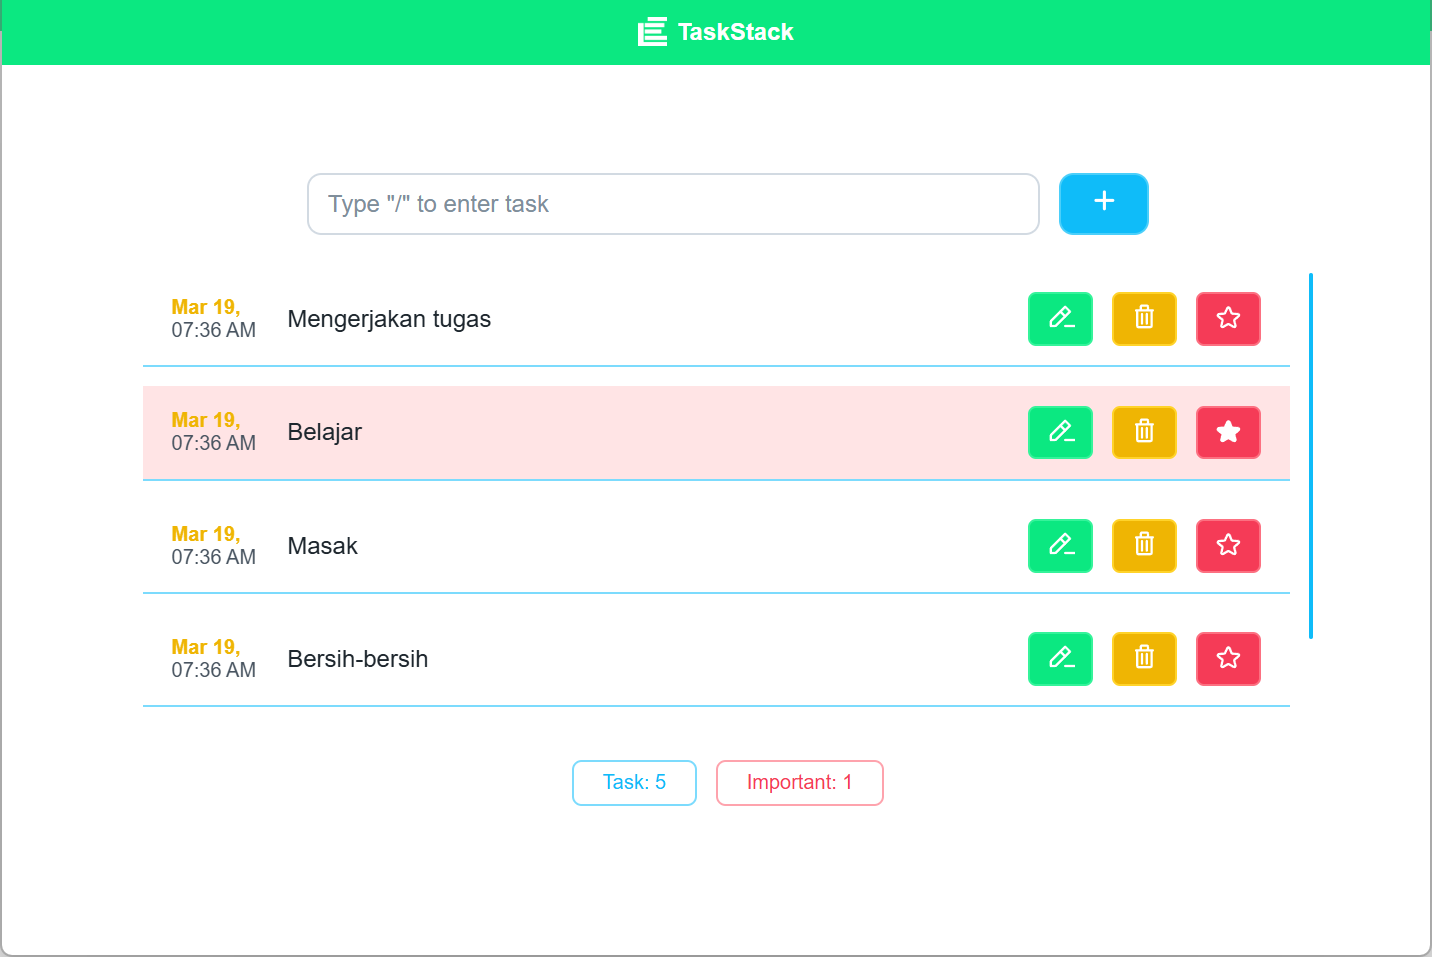 TaskStack
Type "/" to enter task
+
Mar 19,
07:36 AM
Mengerjakan tugas
Mar 19,
07:36 AM
Belajar
Mar 19,
07:36 AM
Masak
Mar 19,
07:36 AM
Bersih-bersih
Task: 5
Important: 1